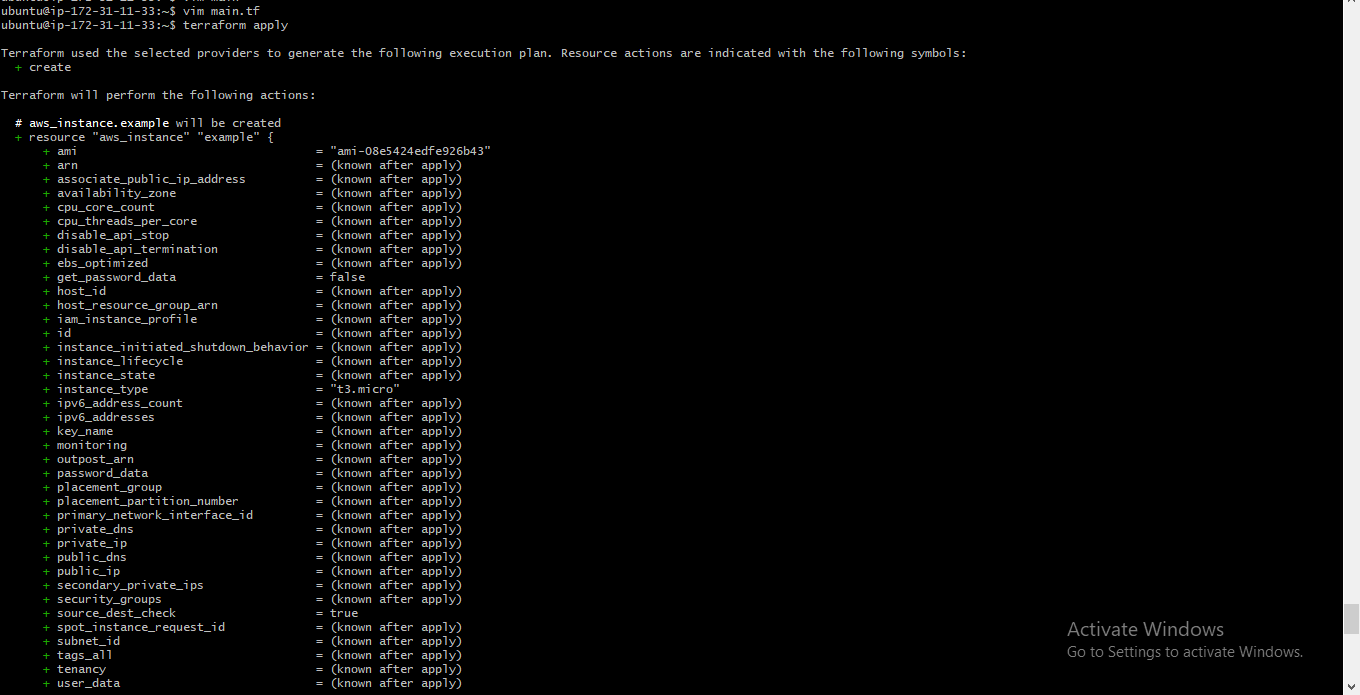 ubuntu@ip-172-31-11-33:~$ vim main.tf
ubuntu@ip-172-31-11-33:~$ terraform apply
Terraform used the selected providers to generate the following execution plan. Resource actions are indicated with the following symbols:
+ create
Terraform will perform the following actions:
# aws_instance.example will be created
+ resource "aws_instance" "example" {
+ ami = "ami-08e5424edfe926b43"
+ arn = (known after apply)
+ associate_public_ip_address = (known after apply)
+ availability_zone = (known after apply)
+ cpu_core_count = (known after apply)
+ cpu_threads_per_core = (known after apply)
+ disable_api_stop = (known after apply)
+ disable_api_termination = (known after apply)
+ ebs_optimized = (known after apply)
+ get_password_data = false
+ host_id = (known after apply)
+ host_resource_group_arn = (known after apply)
+ iam_instance_profile = (known after apply)
+ id = (known after apply)
+ instance_initiated_shutdown_behavior = (known after apply)
+ instance_lifecycle = (known after apply)
+ instance_state = (known after apply)
+ instance_type = "t3.micro"
+ ipv6_address_count = (known after apply)
+ ipv6_addresses = (known after apply)
+ key_name = (known after apply)
+ monitoring = (known after apply)
+ outpost_arn = (known after apply)
+ password_data = (known after apply)
+ placement_group = (known after apply)
+ placement_partition_number = (known after apply)
+ primary_network_interface_id = (known after apply)
+ private_dns = (known after apply)
+ private_ip = (known after apply)
+ public_dns = (known after apply)
+ public_ip = (known after apply)
+ secondary_private_ips = (known after apply)
+ security_groups = (known after apply)
+ source_dest_check = true
+ spot_instance_request_id = (known after apply)
+ subnet_id = (known after apply)
+ tags_all = (known after apply)
+ tenancy = (known after apply)
+ user_data = (known after apply)
Activate Windows
Go to Settings to activate Windows.